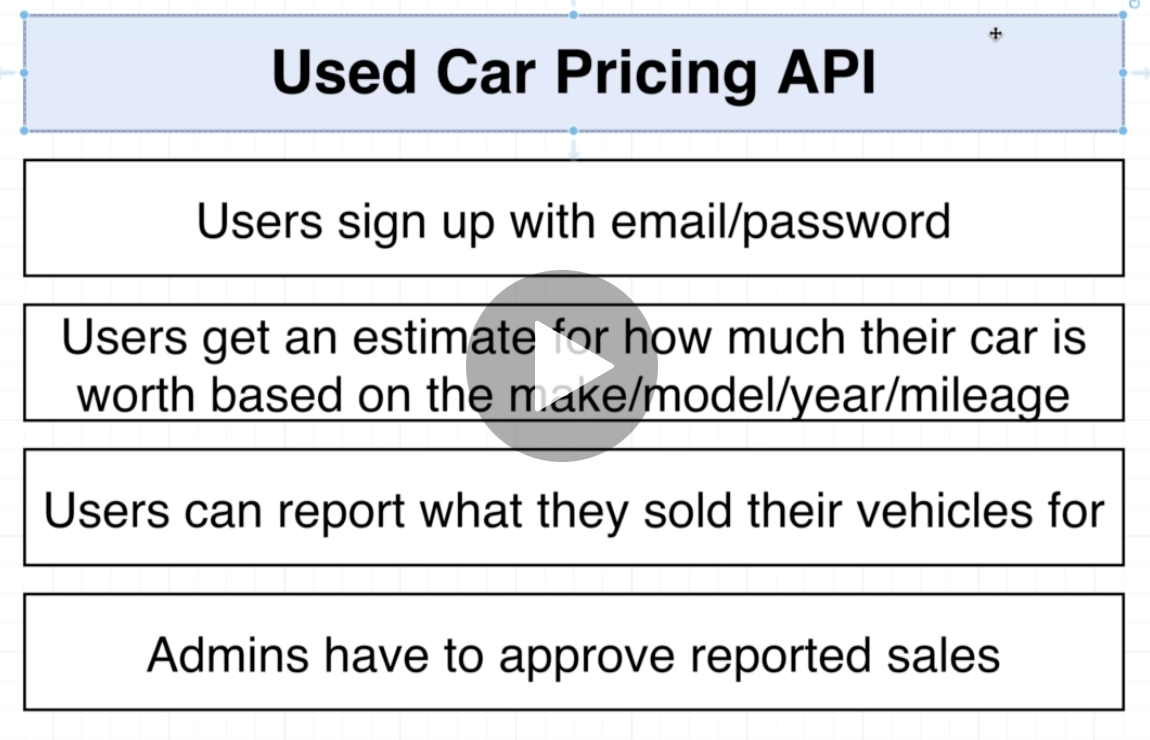 Used Car Pricing API
Users sign up with email/password
Users get an estimate for how much their car is
worth based on the make/model/year/mileage
Users can report what they sold their vehicles for
Admins have to approve reported sales